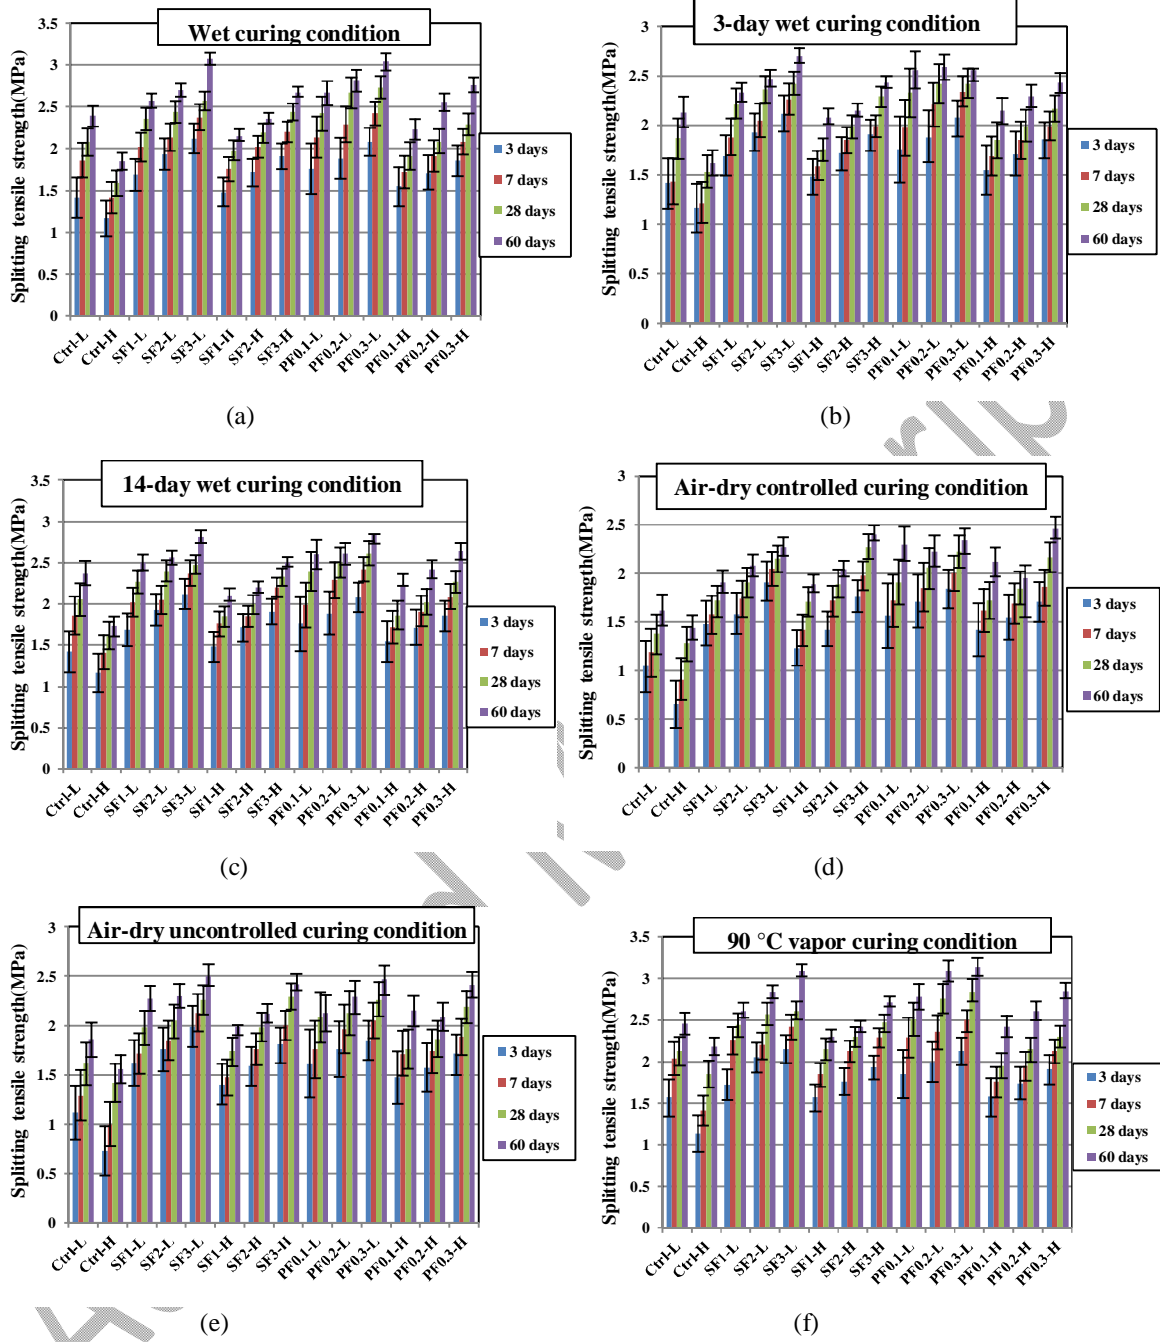 Wet curing condition
Splitting tensile strength(MPa)
3.5
3
2.5
2
1.5
1
0.5
0
Ctrl-L
Ctrl-H
SF1-L
SF2-L
SF3-L
SF1-H
SF2-H
SF3-H
PF0.1-L
PF0.2-L
PF0.3-L
PF0.1-H
PF0.2-H
PF0.3-H
3 days
7 days
28 days
60 days
(a)
3-day wet curing condition
Splitting tensile strength(MPa)
3
2.5
2
1.5
1
0.5
0
Ctrl-L
Ctrl-H
SF1-L
SF2-L
SF3-L
SF1-H
SF2-H
SF3-H
PF0.1-L
PF0.2-L
PF0.3-L
PF0.1-H
PF0.2-H
PF0.3-H
3 days
7 days
28 days
60 days
(b)
14-day wet curing condition
Splitting tensile strength(MPa)
3.5
3
2.5
2
1.5
1
0.5
0
Ctrl-L
Ctrl-H
SF1-L
SF2-L
SF3-L
SF1-H
SF2-H
SF3-H
PF0.1-L
PF0.2-L
PF0.3-L
PF0.1-H
PF0.2-H
PF0.3-H
3 days
7 days
28 days
60 days
(c)
Air-dry controlled curing condition
Splitting tensile strength(MPa)
3
2.5
2
1.5
1
0.5
0
Ctrl-L
Ctrl-H
SF1-L
SF2-L
SF3-L
SF1-H
SF2-H
SF3-H
PF0.1-L
PF0.2-L
PF0.3-L
PF0.1-H
PF0.2-H
PF0.3-H
3 days
7 days
28 days
60 days
(d)
Air-dry uncontrolled curing condition
Splitting tensile strength(MPa)
3
2.5
2
1.5
1
0.5
0
Ctrl-L
Ctrl-H
SF1-L
SF2-L
SF3-L
SF1-H
SF2-H
SF3-H
PF0.1-L
PF0.2-L
PF0.3-L
PF0.1-H
PF0.2-H
PF0.3-H
3 days
7 days
28 days
60 days
(e)
90 °C vapor curing condition
Splitting tensile strength(MPa)
3.5
3
2.5
2
1.5
1
0.5
0
Ctrl-L
Ctrl-H
SF1-L
SF2-L
SF3-L
SF1-H
SF2-H
SF3-H
PF0.1-L
PF0.2-L
PF0.3-L
PF0.1-H
PF0.2-H
PF0.3-H
3 days
7 days
28 days
60 days
(f)